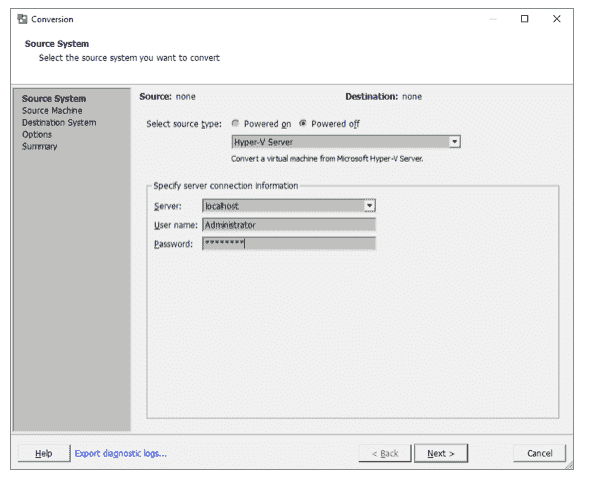 Conversion
Source System
Select the source system you want to convert
Source System
Source Machine
Destination System
Options
Summary
Source: none Destination: none
Select source type: Powered on Powered off
Hyper-V Server
Convert a virtual machine from Microsoft Hyper-V Server.
Specify server connection information
Server: localhost
User name: Administrator
Password: ********
Help Export diagnostic logs... < Back Next > Cancel